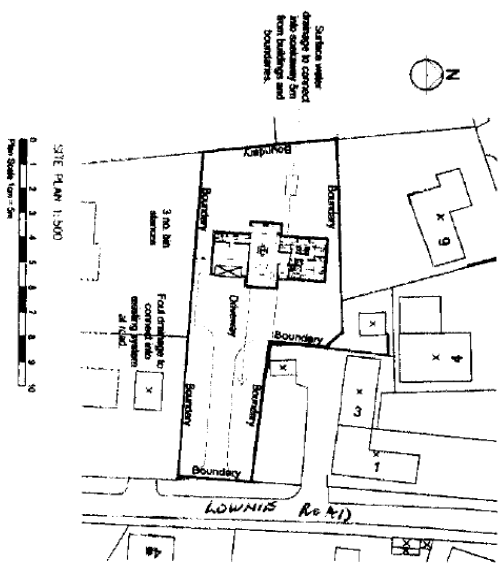 N
Surface water
drainage to connect
into soakaway 5m
from buildings and
boundaries.
Boundary
Boundary
Boundary
Boundary
Boundary
Boundary
Boundary
Driveway
3 no. bin
stances
Foul drainage to
connect into
existing system
at road.
9
4
3
1
4a
LOWNIE ROAD
SITE PLAN 1:500
0 1 2 3 4 5 6 7 8 9 10
Plan Scale 1cm = 5m